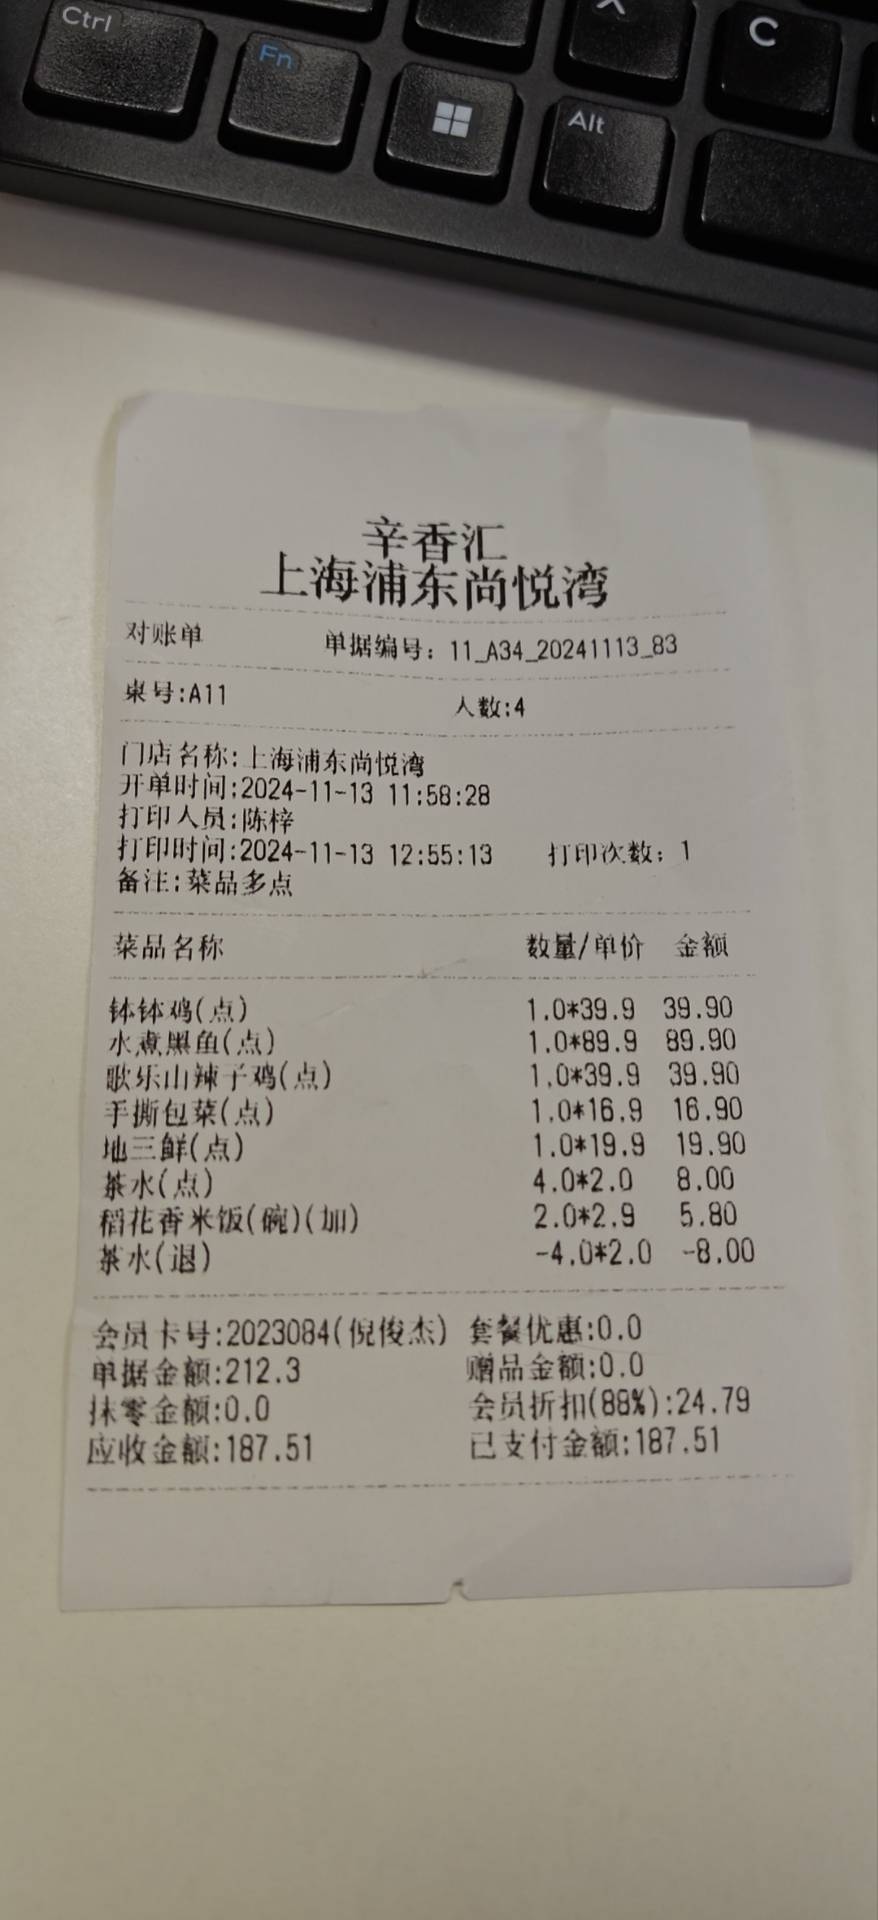 Ctrl
Fn
Alt
C
辛香汇
上海浦东尚悦湾
对账单 单据编号：11_A34_20241113_83
桌号:A11 人数:4
门店名称:上海浦东尚悦湾
开单时间:2024-11-13 11:58:28
打印人员:陈梓
打印时间:2024-11-13 12:55:13 打印次数：1
备注:菜品多点
菜品名称 数量/单价 金额
钵钵鸡(点) 1.0*39.9 39.90
水煮黑鱼(点) 1.0*89.9 89.90
歌乐山辣子鸡(点) 1.0*39.9 39.90
手撕包菜(点) 1.0*16.9 16.90
地三鲜(点) 1.0*19.9 19.90
茶水(点) 4.0*2.0 8.00
稻花香米饭(碗)(加) 2.0*2.9 5.80
茶水(退) -4.0*2.0 -8.00
会员卡号:2023084(倪俊杰) 套餐优惠:0.0
单据金额:212.3 赠品金额:0.0
抹零金额:0.0 会员折扣(88%):24.79
应收金额:187.51 已支付金额:187.51